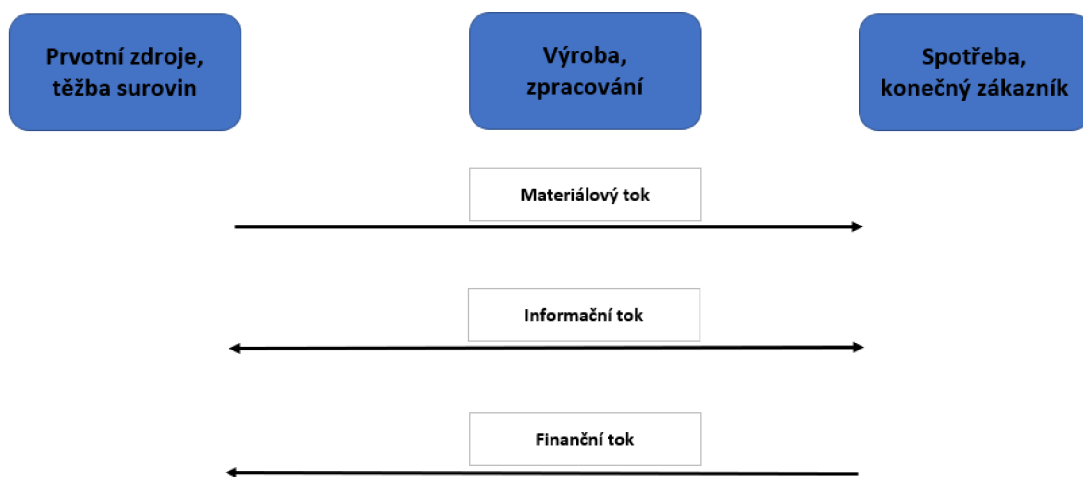 Prvotní zdroje,
těžba surovin
Výroba,
zpracování
Spotřeba,
konečný zákazník
Materiálový tok
Informační tok
Finanční tok